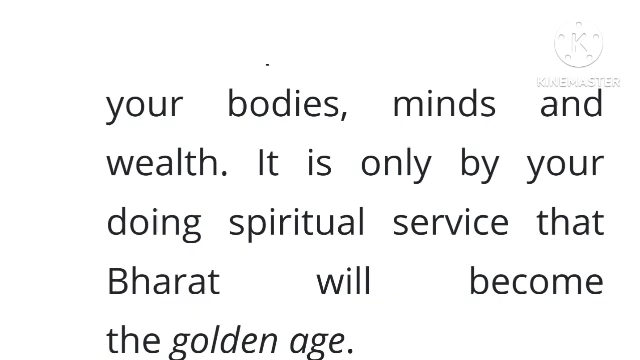 KINEMASTER
your bodies, minds and
wealth. It is only by your
doing spiritual service that
Bharat will become
the golden age.